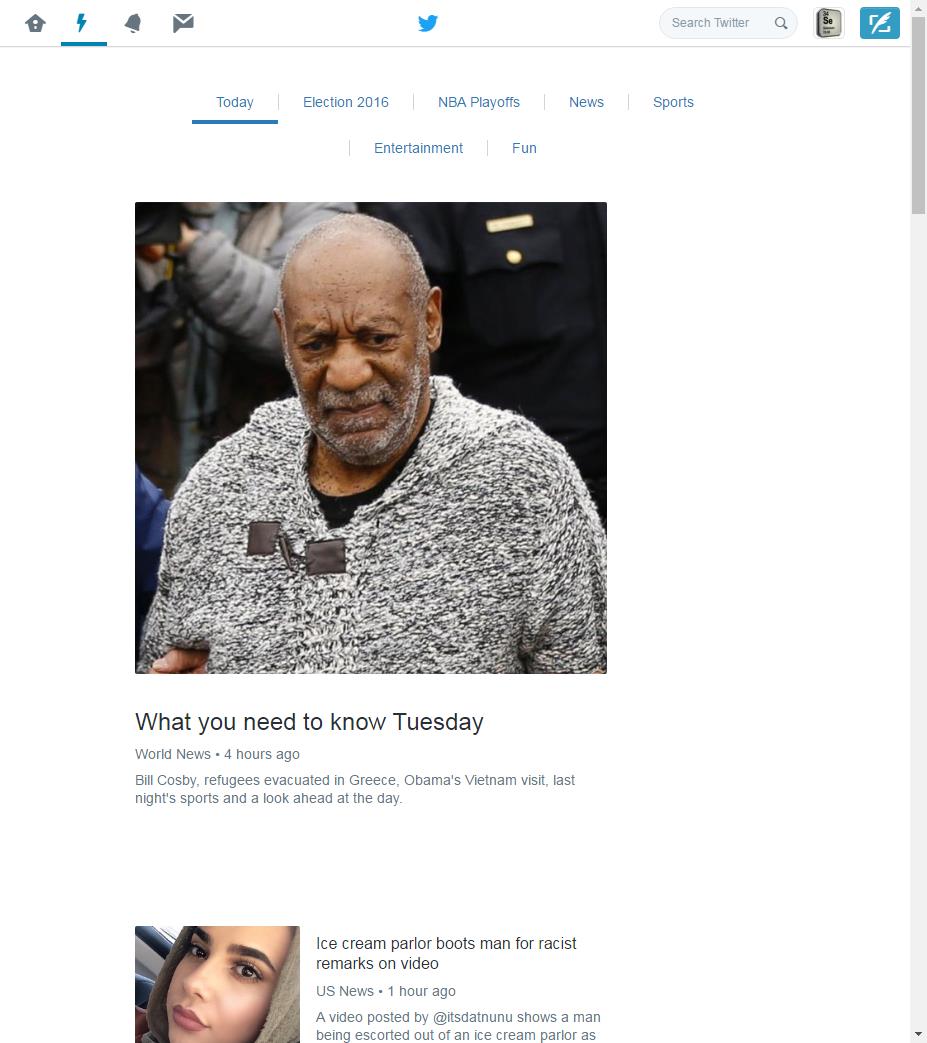 Search Twitter
Se
Today
Election 2016
NBA Playoffs
News
Sports
Entertainment
Fun
What you need to know Tuesday
World News • 4 hours ago
Bill Cosby, refugees evacuated in Greece, Obama's Vietnam visit, last
night's sports and a look ahead at the day.
Ice cream parlor boots man for racist
remarks on video
US News • 1 hour ago
A video posted by @itsdatnunu shows a man
being escorted out of an ice cream parlor as